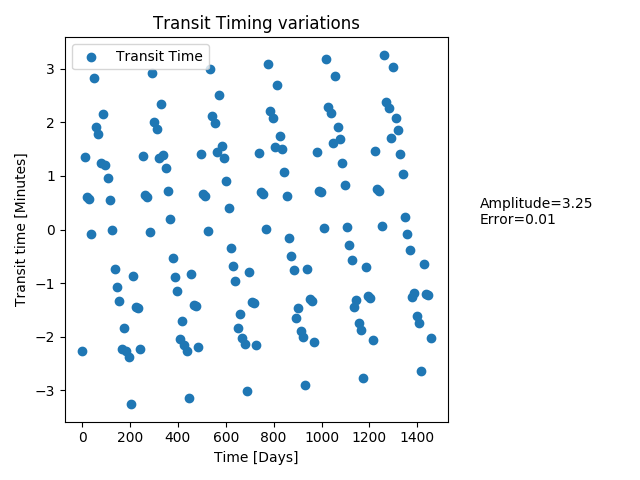 Transit Timing variations
Transit Time
3
2
1
0
−1
−2
−3
Transit time [Minutes]
0 200 400 600 800 1000 1200 1400
Time [Days]
Amplitude=3.25
Error=0.01